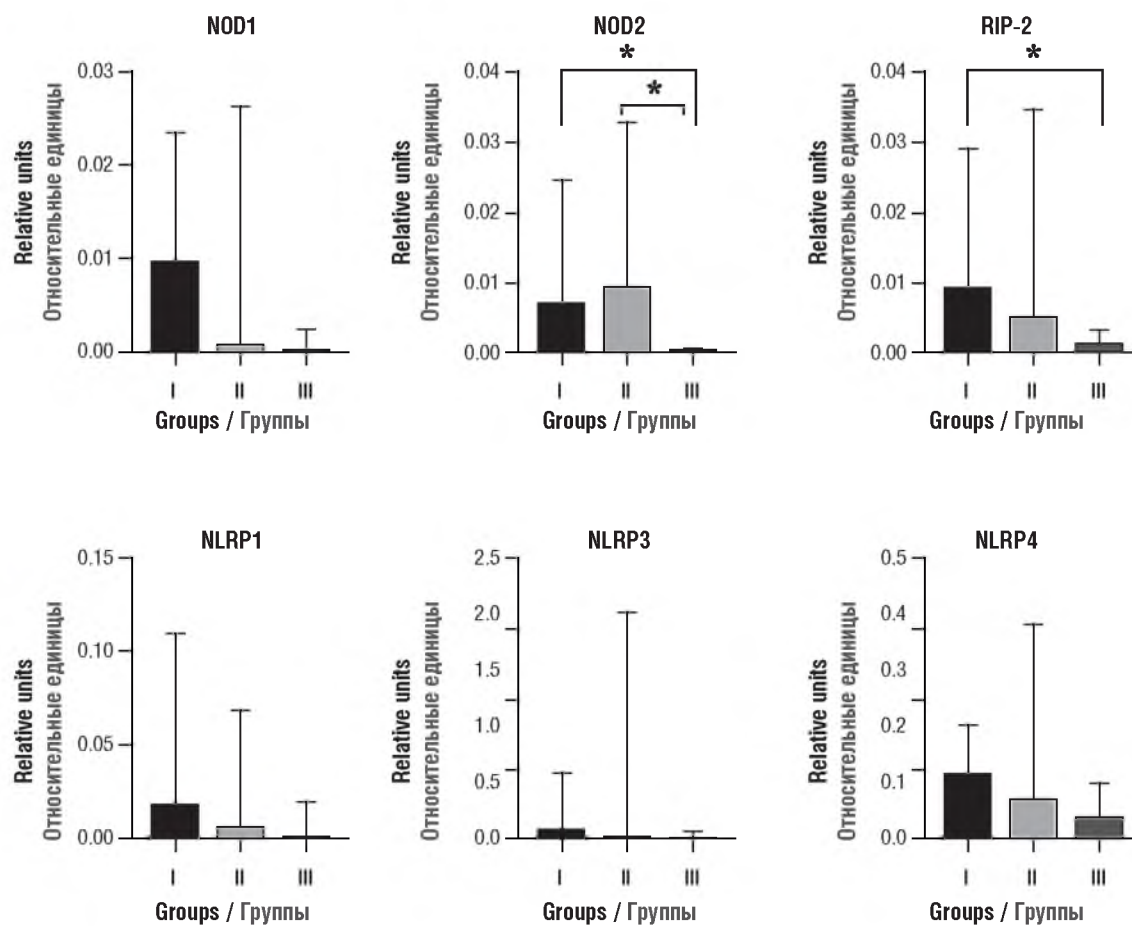 NOD1
Relative units
Относительные единицы
0.03
0.02
0.01
0.00
I
II
III
Groups / Группы
NOD2
Relative units
Относительные единицы
0.04
0.03
0.02
0.01
0.00
*
*
I
II
III
Groups / Группы
RIP-2
Relative units
Относительные единицы
0.04
0.03
0.02
0.01
0.00
*
I
II
III
Groups / Группы
NLRP1
Relative units
Относительные единицы
0.15
0.10
0.05
0.00
I
II
III
Groups / Группы
NLRP3
Relative units
Относительные единицы
2.5
2.0
1.5
1.0
0.5
0.0
I
II
III
Groups / Группы
NLRP4
Relative units
Относительные единицы
0.5
0.4
0.3
0.2
0.1
0.0
I
II
III
Groups / Группы